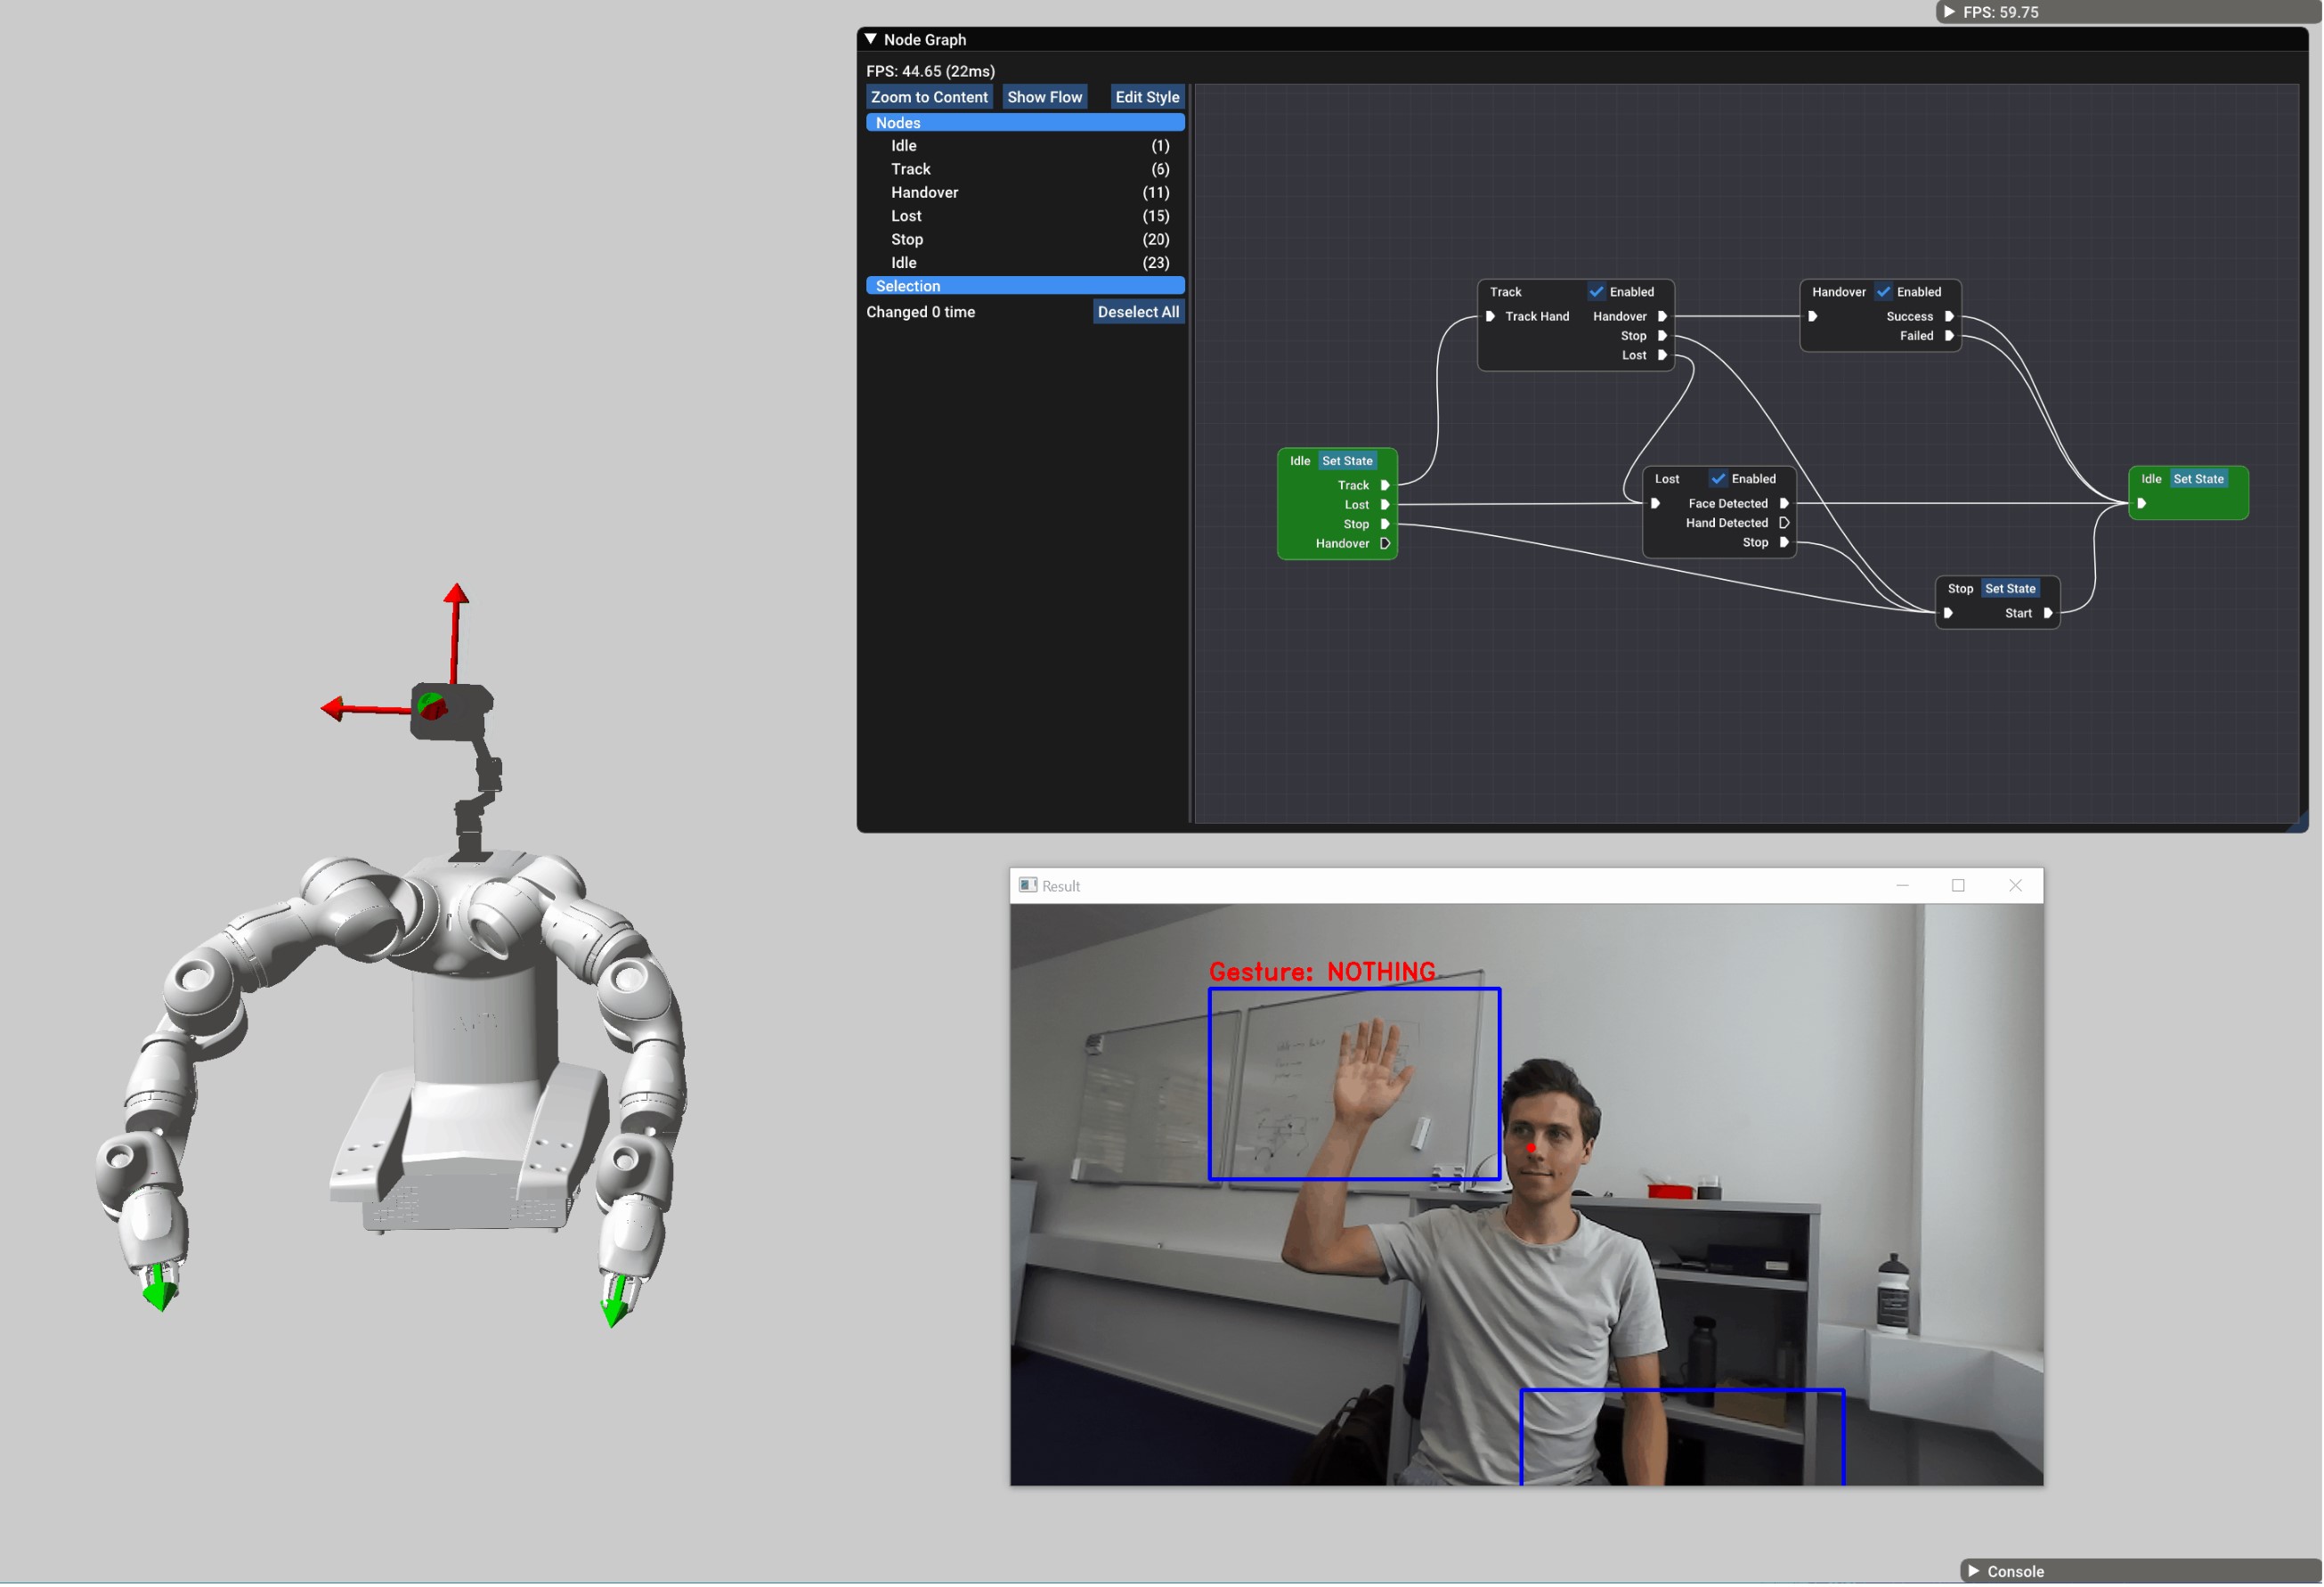 FPS: 59.75
Node Graph
FPS: 44.65 (22ms)
Zoom to Content Show Flow Edit Style
Nodes
Idle (1)
Track (6)
Handover (11)
Lost (15)
Stop (20)
Idle (23)
Selection
Changed 0 time Deselect All
Track Enabled
Track Hand Handover
Stop
Lost
Handover Enabled
Success
Failed
Idle Set State
Track
Lost
Stop
Handover
Lost Enabled
Face Detected
Hand Detected
Stop
Idle Set State
Stop Set State
Start
Result
Gesture: NOTHING
Console